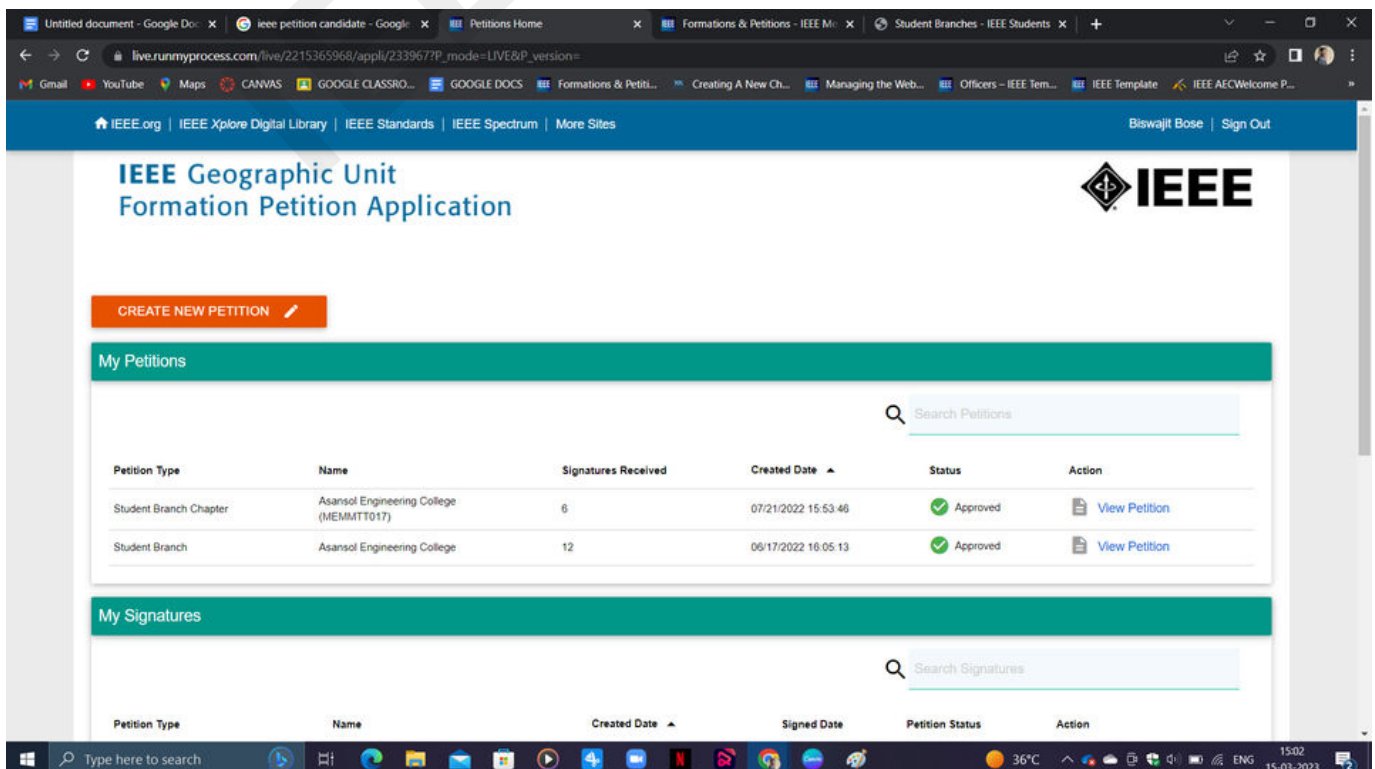 Untitled document - Google Doc
ieee petition candidate - Google
Petitions Home
Formations & Petitions - IEEE Mc
Student Branches - IEEE Students
live.runmyprocess.com/live/2215365968/appli/233967?P_mode=LIVE&P_version=
Gmail YouTube Maps CANVAS GOOGLE CLASSRO... GOOGLE DOCS Formations & Petiti... Creating A New Ch... Managing the Web... Officers – IEEE Tem... IEEE Template IEEE AECWelcome P...
IEEE.org | IEEE Xplore Digital Library | IEEE Standards | IEEE Spectrum | More Sites Biswajit Bose | Sign Out
IEEE Geographic Unit
Formation Petition Application
IEEE
CREATE NEW PETITION
My Petitions
Search Petitions
Petition Type Name Signatures Received Created Date Status Action
Student Branch Chapter Asansol Engineering College (MEMMTT017) 6 07/21/2022 15:53:46 Approved View Petition
Student Branch Asansol Engineering College 12 06/17/2022 16:05:13 Approved View Petition
My Signatures
Search Signatures
Petition Type Name Created Date Signed Date Petition Status Action
Type here to search 36°C ENG 15:02
15-03-2023